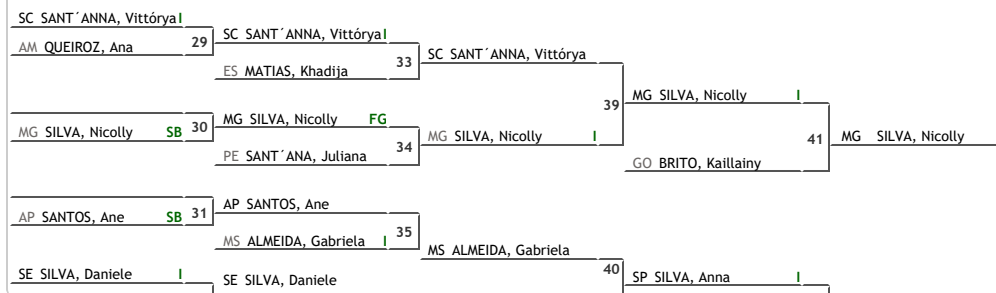 SC SANT´ANNA, Vittórya I
AM QUEIROZ, Ana
29
SC SANT´ANNA, Vittórya I
ES MATIAS, Khadija
33
SC SANT´ANNA, Vittórya
39
MG SILVA, Nicolly I
MG SILVA, Nicolly SB
30
MG SILVA, Nicolly FG
PE SANT´ANA, Juliana
34
MG SILVA, Nicolly I
GO BRITO, Kaillainy
41
MG SILVA, Nicolly
AP SANTOS, Ane SB
31
AP SANTOS, Ane
MS ALMEIDA, Gabriela I
35
MS ALMEIDA, Gabriela
40
SP SILVA, Anna I
SE SILVA, Daniele I
SE SILVA, Daniele